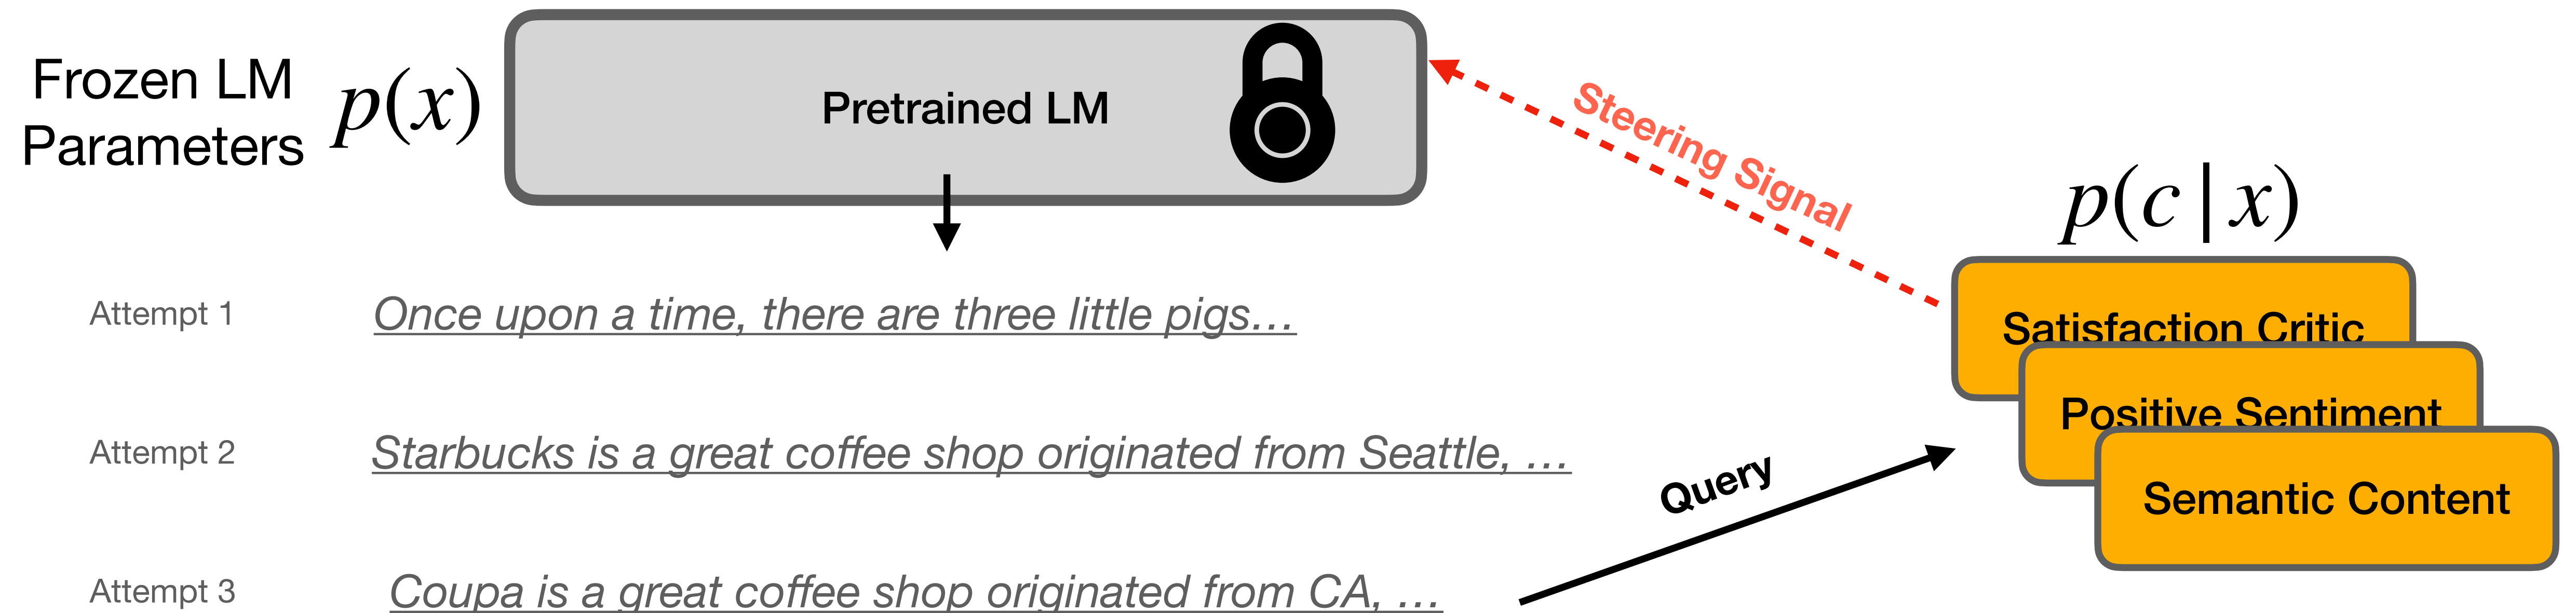 Frozen LM
Parameters
p(x)
Pretrained LM
Steering Signal
p(c | x)
Attempt 1
Once upon a time, there are three little pigs...
Satisfaction Critic
Positive Sentiment
Attempt 2
Starbucks is a great coffee shop originated from Seattle, ...
Query
Semantic Content
Attempt 3
Coupa is a great coffee shop originated from CA, ...